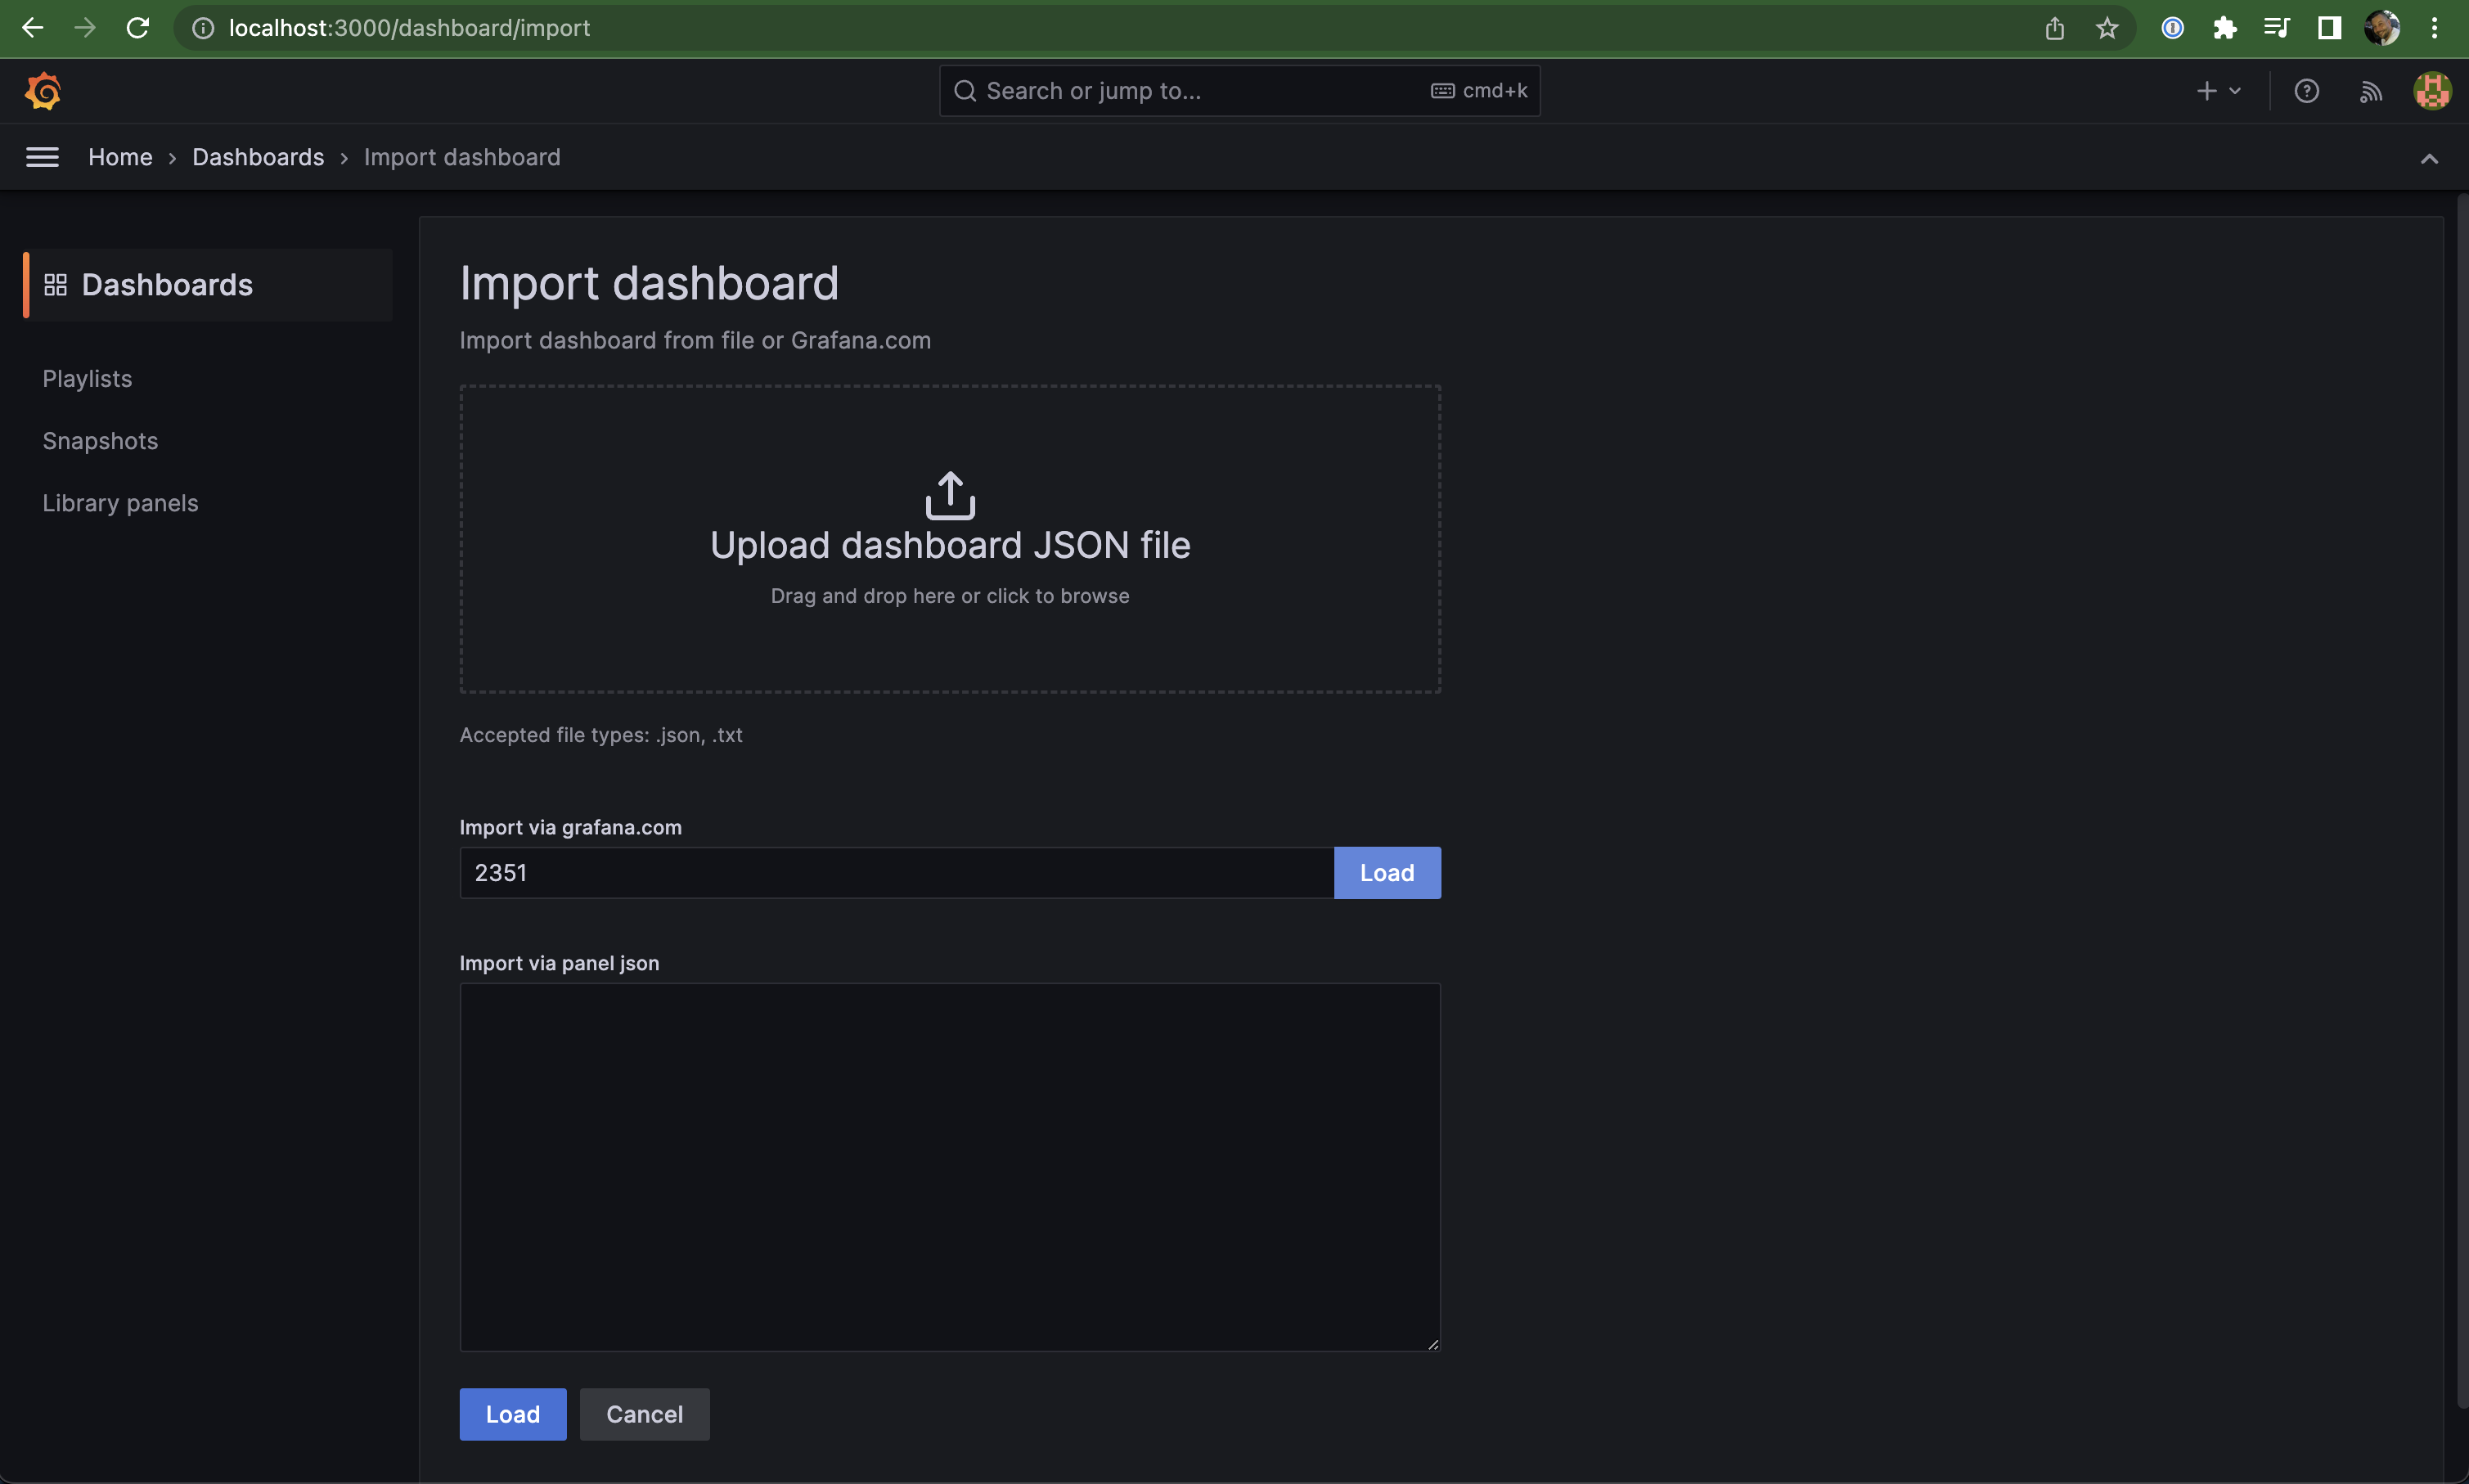 localhost:3000/dashboard/import
Search or jump to...
cmd+k
Home
Dashboards
Import dashboard
Dashboards
Playlists
Snapshots
Library panels
Import dashboard
Import dashboard from file or Grafana.com
Upload dashboard JSON file
Drag and drop here or click to browse
Accepted file types: .json, .txt
Import via grafana.com
2351
Load
Import via panel json
Load
Cancel